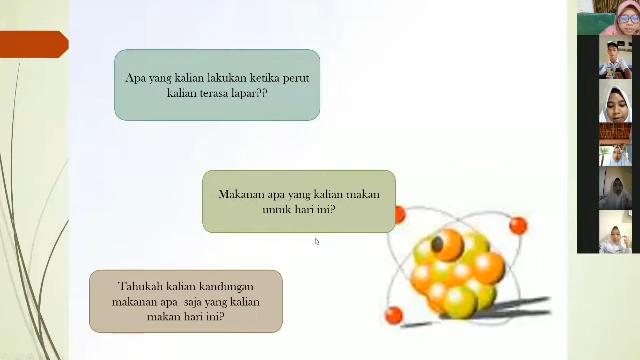 Apa yang kalian lakukan ketika perut
kalian terasa lapar??
Makanan apa yang kalian makan
untuk hari ini?
Tahukah kalian kandungan
makanan apa saja yang kalian
makan hari ini?